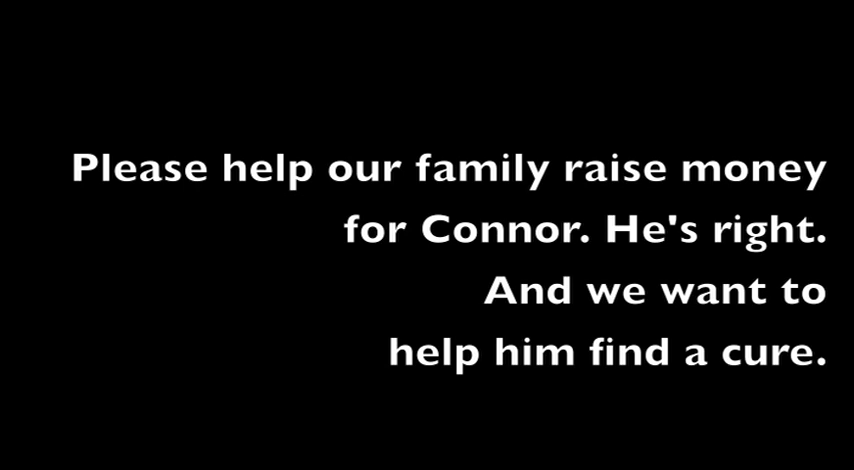 Please help our family raise money
for Connor. He's right.
And we want to
help him find a cure.